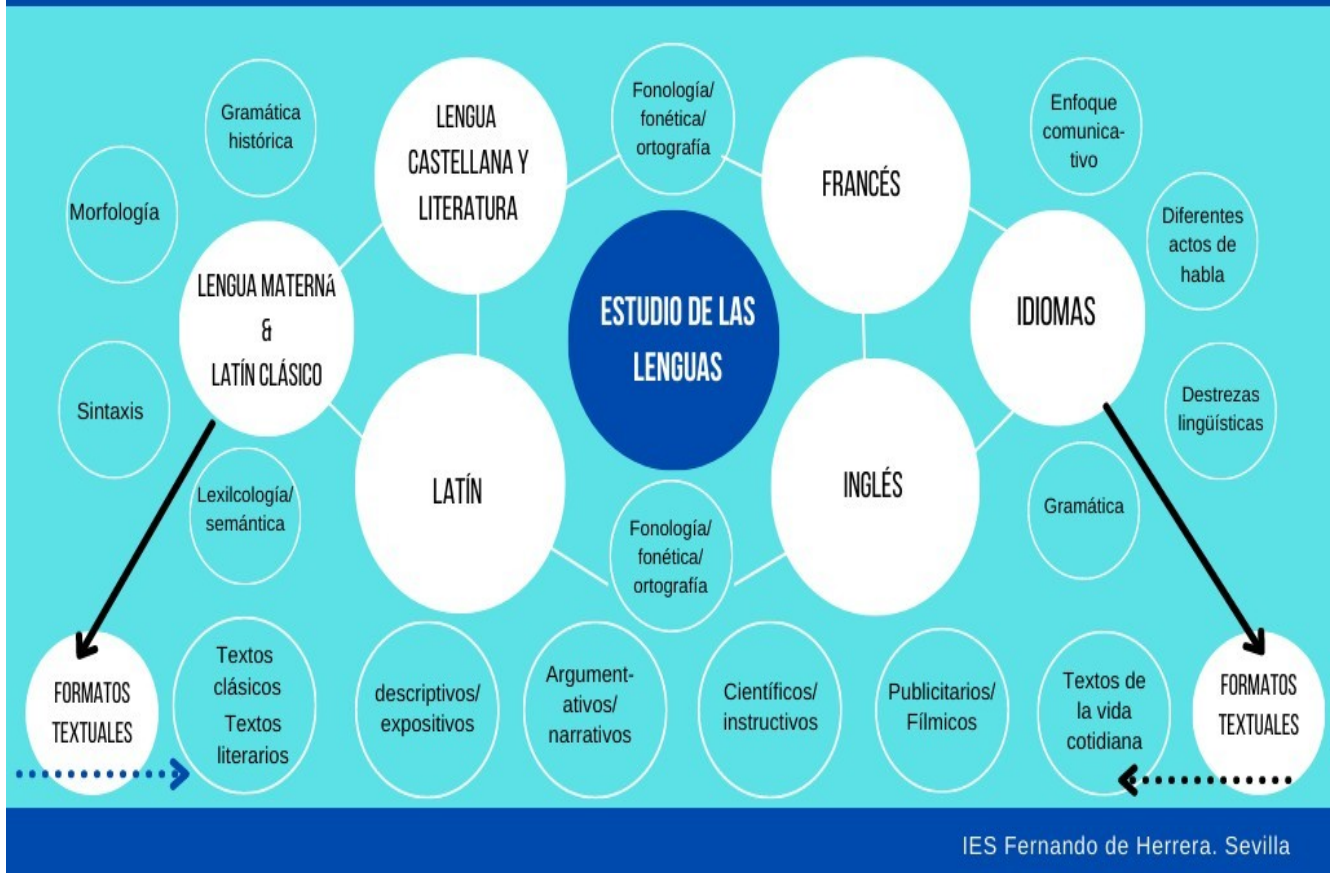 Gramática
histórica
LENGUA
CASTELLANA Y
LITERATURA
Fonología/
fonética/
ortografía
FRANCÉS
Enfoque
comunica-
tivo
Morfología
Diferentes
actos de
habla
LENGUA MATERNÁ
&
LATÍN CLÁSICO
ESTUDIO DE LAS
LENGUAS
IDIOMAS
Sintaxis
Destrezas
lingüísticas
Lexilcología/
semántica
LATÍN
Fonología/
fonética/
ortografía
INGLÉS
Gramática
FORMATOS
TEXTUALES
Textos
clásicos
Textos
literarios
descriptivos/
expositivos
Argument-
ativos/
narrativos
Científicos/
instructivos
Publicitarios/
Fílmicos
Textos de
la vida
cotidiana
FORMATOS
TEXTUALES
IES Fernando de Herrera. Sevilla